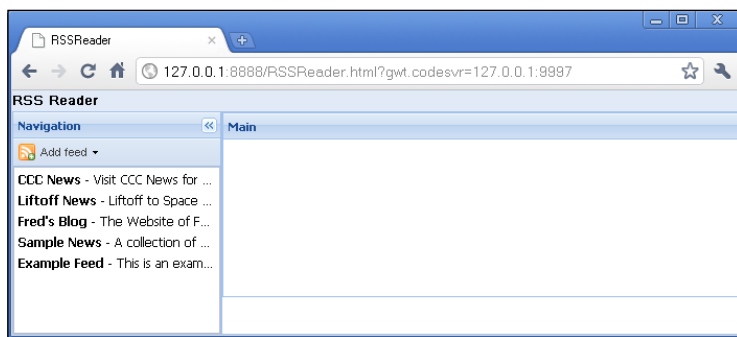 RSSReader
127.0.0.1:8888/RSSReader.html?gwt.codesvr=127.0.0.1:9997
RSS Reader
Navigation
Main
Add feed
CCC News - Visit CCC News for ...
Liftoff News - Liftoff to Space ...
Fred's Blog - The Website of F...
Sample News - A collection of ...
Example Feed - This is an exam...